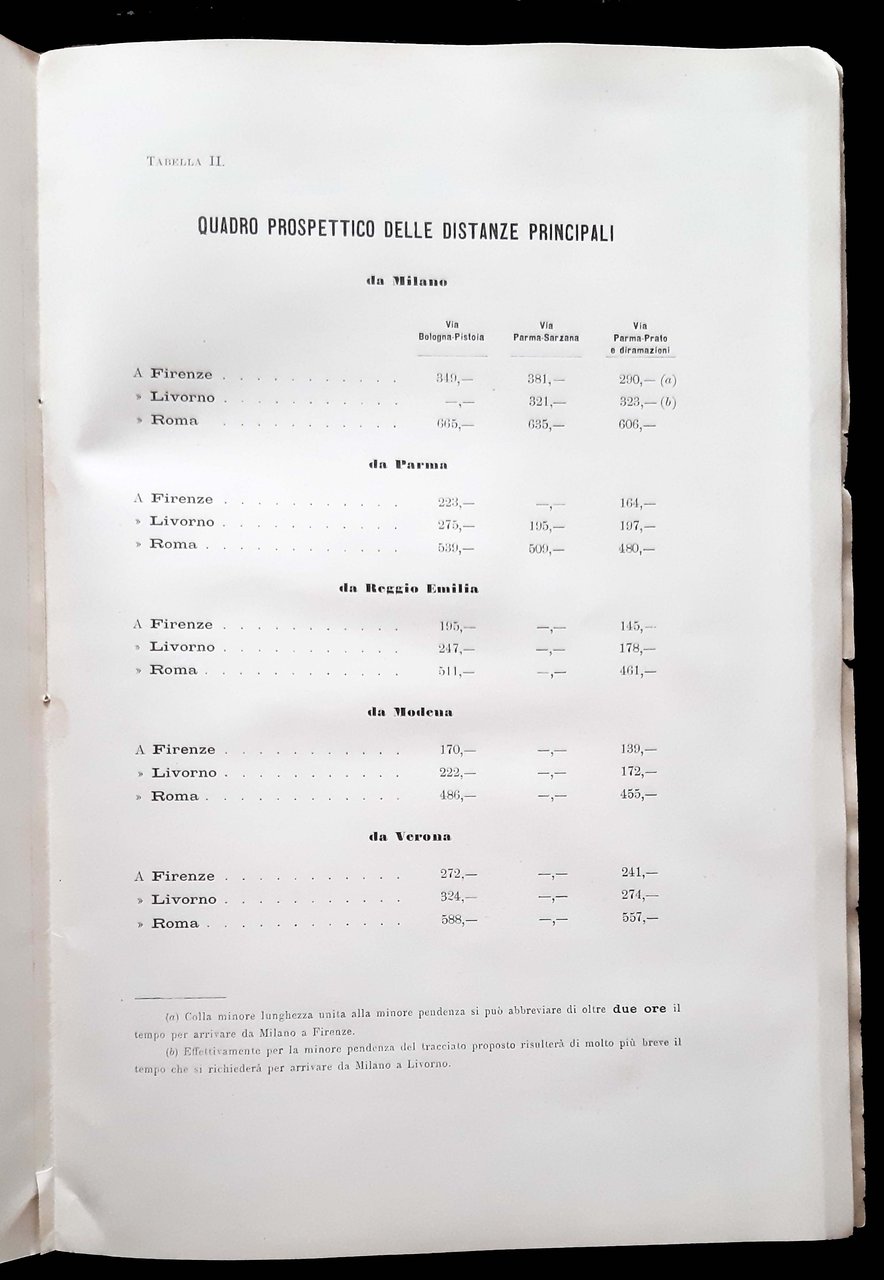 TABELLA II.
QUADRO PROSPETTICO DELLE DISTANZE PRINCIPALI
da Milano
Via Bologna-Pistoia Via Parma-Sarzana Via Parma-Prato e diramazioni
A Firenze . . . . . . . . . . . . 349,— 381,— 290,— (a)
» Livorno . . . . . . . . . . . . —,— 321,— 323,— (b)
» Roma . . . . . . . . . . . . 665,— 635,— 606,—
da Parma
A Firenze . . . . . . . . . . . . 223,— —,— 164,—
» Livorno . . . . . . . . . . . . 275,— 195,— 197,—
» Roma . . . . . . . . . . . . . 539,— 509,— 480,—
da Reggio Emilia
A Firenze . . . . . . . . . . . . 195,— —,— 145,—
» Livorno . . . . . . . . . . . . 247,— —,— 178,—
» Roma . . . . . . . . . . . . . 511,— —,— 461,—
da Modena
A Firenze . . . . . . . . . . . . 170,— —,— 139,—
» Livorno . . . . . . . . . . . . 222,— —,— 172,—
» Roma . . . . . . . . . . . . . 486,— —,— 455,—
da Verona
A Firenze . . . . . . . . . . . . 272,— —,— 241,—
» Livorno . . . . . . . . . . . . 324,— —,— 274,—
» Roma . . . . . . . . . . . . . 588,— —,— 557,—
(a) Colla minore lunghezza unita alla minore pendenza si può abbreviare di oltre due ore il
tempo per arrivare da Milano a Firenze.
(b) Effettivamente per la minore pendenza del tracciato proposto risulterà di molto più breve il
tempo che si richiederà per arrivare da Milano a Livorno.